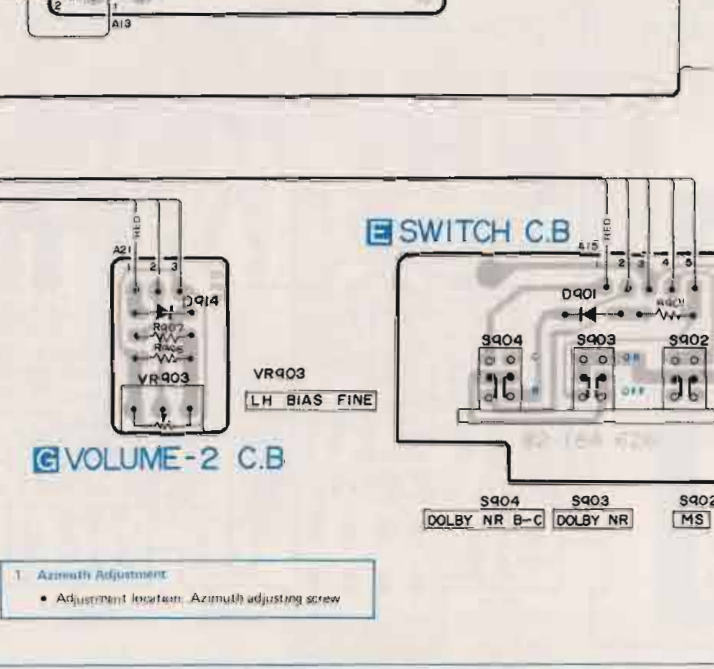 2 1
A13
RED
A21
1 2 3
D914
R907
VR903
VR903
LH BIAS FINE
G VOLUME-2 C.B
E SWITCH C.B
A15
RED
1 2 3 4 5
D901
R901
S904 S903 S902
C ON
B OFF
S904 S903 S902
DOLBY NR B-C DOLBY NR MS
1. Azimuth Adjustment
• Adjustment location: Azimuth adjusting screw